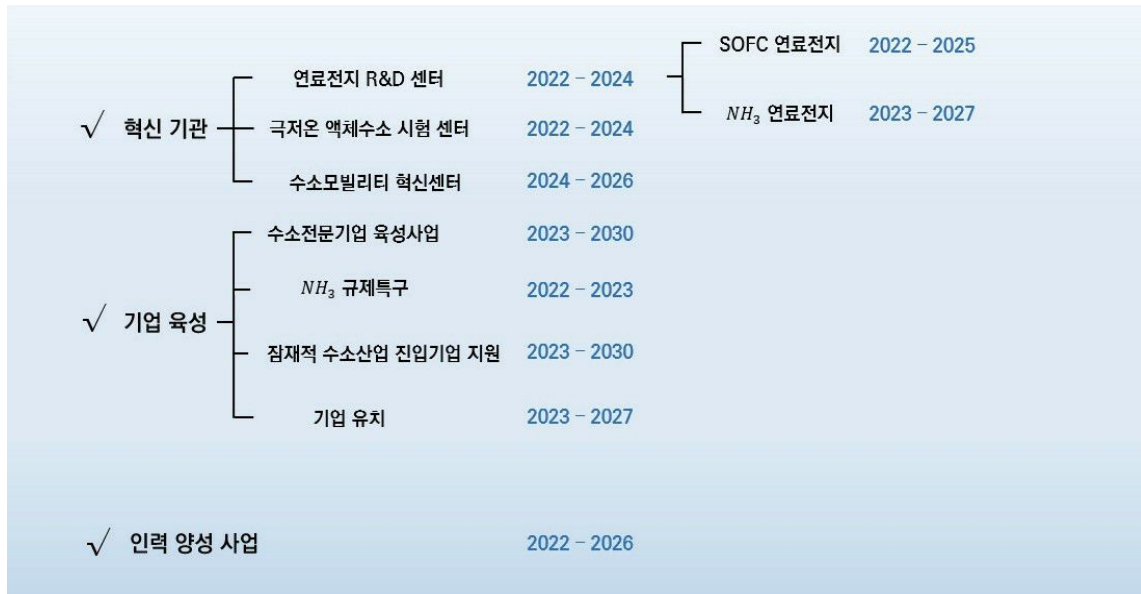 SOFC 연료전지 2022 – 2025
연료전지 R&D 센터 2022 – 2024
NH₃ 연료전지 2023 – 2027
√ 혁신 기관
극저온 액체수소 시험 센터 2022 – 2024
수소모빌리티 혁신센터 2024 – 2026
수소전문기업 육성사업 2023 – 2030
NH₃ 규제특구 2022 – 2023
√ 기업 육성
잠재적 수소산업 진입기업 지원 2023 – 2030
기업 유치 2023 – 2027
√ 인력 양성 사업 2022 – 2026